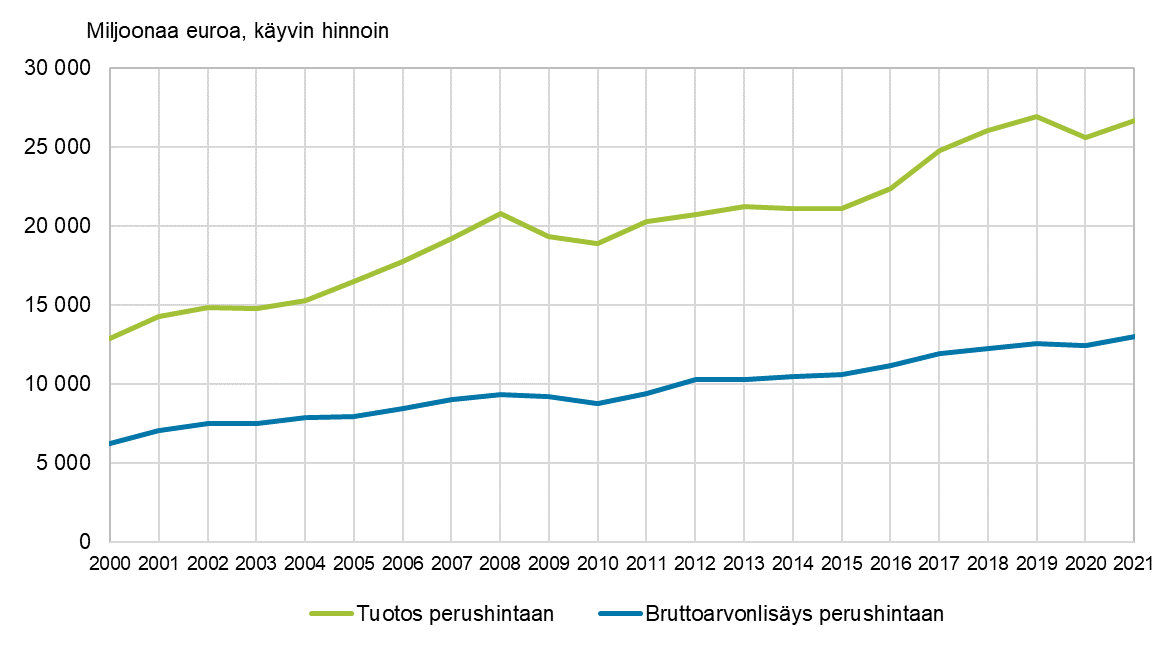 Miljoonaa euroa, käyvin hinnoin
30 000
25 000
20 000
15 000
10 000
5 000
0
2000 2001 2002 2003 2004 2005 2006 2007 2008 2009 2010 2011 2012 2013 2014 2015 2016 2017 2018 2019 2020 2021
Tuotos perushintaan Bruttoarvonlisäys perushintaan